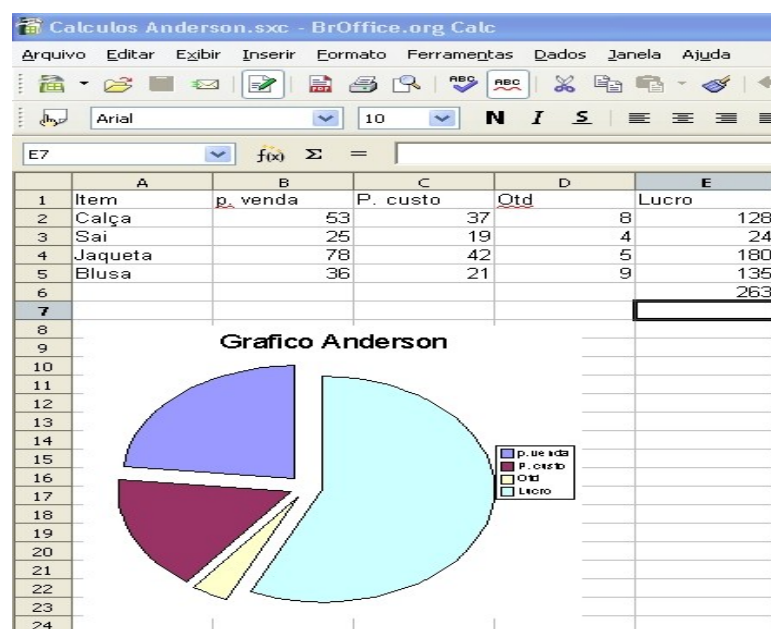 Calculos Anderson.sxc - BrOffice.org Calc
Arquivo Editar Exibir Inserir Formato Ferramentas Dados Janela Ajuda
PDF ABC ABC
Arial 10 N I S
E7 f(x) Σ =
A B C D E
1 Item p. venda P. custo Qtd Lucro
2 Calça 53 37 8 128
3 Sai 25 19 4 24
4 Jaqueta 78 42 5 180
5 Blusa 36 21 9 135
6 263
7
8
9 Grafico Anderson
10
11
12
13
14
15 p.venda
16 P. custo
Qtd
17 Lucro
18
19
20
21
22
23
24